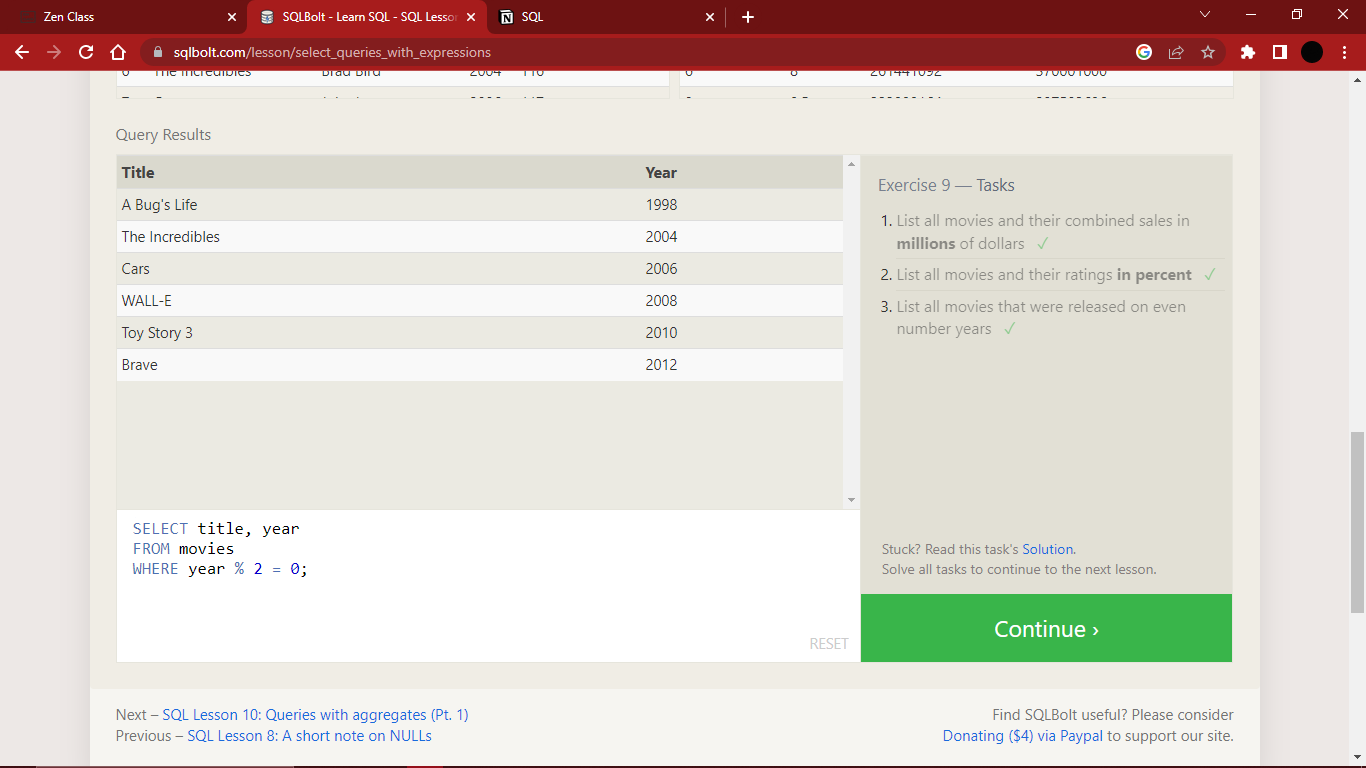 Zen Class
SQLBolt - Learn SQL - SQL Lesson
SQL
sqlbolt.com/lesson/select_queries_with_expressions
6 The Incredibles Brad Bird 2004 116
6 8 261441092 370001000
Query Results
Title Year
A Bug's Life 1998
The Incredibles 2004
Cars 2006
WALL-E 2008
Toy Story 3 2010
Brave 2012
SELECT title, year
FROM movies
WHERE year % 2 = 0;
RESET
Exercise 9 — Tasks
1. List all movies and their combined sales in
millions of dollars ✓
2. List all movies and their ratings in percent ✓
3. List all movies that were released on even
number years ✓
Stuck? Read this task's Solution.
Solve all tasks to continue to the next lesson.
Continue ›
Next – SQL Lesson 10: Queries with aggregates (Pt. 1)
Previous – SQL Lesson 8: A short note on NULLs
Find SQLBolt useful? Please consider
Donating ($4) via Paypal to support our site.